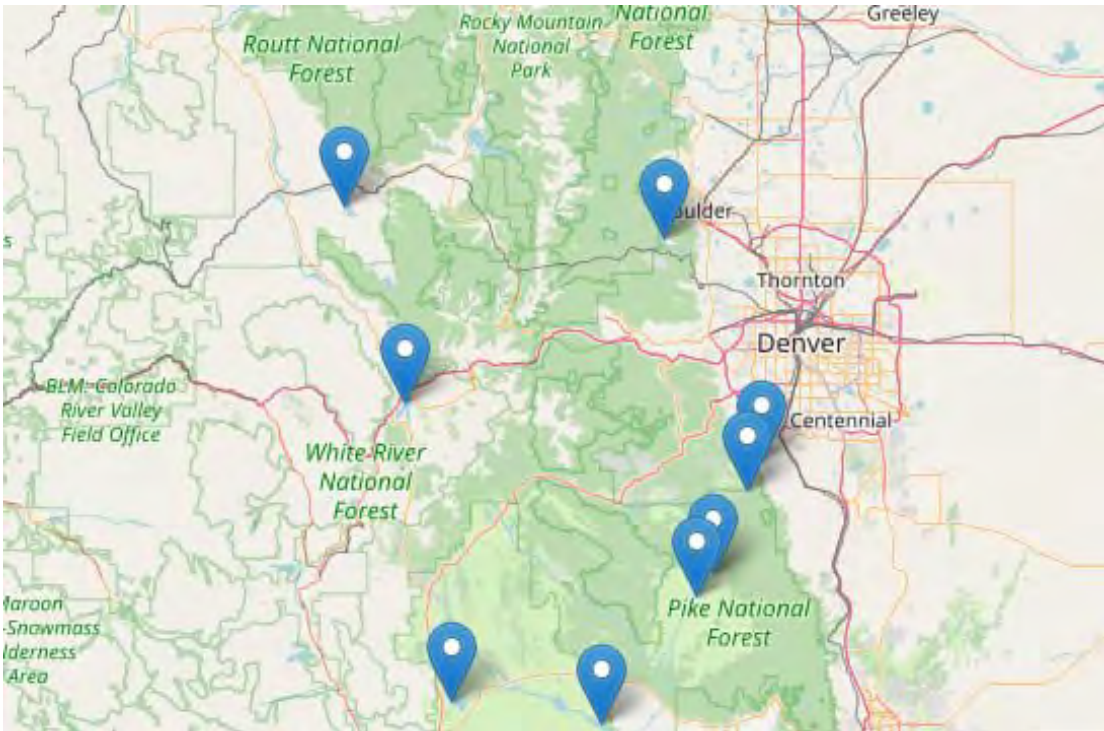 Routt National
Forest
Rocky Mountain
National
Park
National
Forest
Greeley
oulder
s
Thornton
Denver
BLM: Colorado
River Valley
Field Office
Centennial
White River
National
Forest
Pike National
Forest
Maroon
-Snowmass
lderness
Area